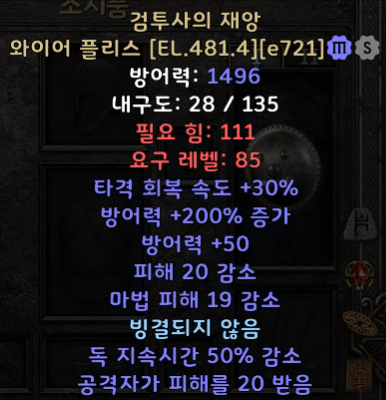 소지품
검투사의 재앙
와이어 플리스 [EL.481.4][e721] m S
방어력: 1496
내구도: 28 / 135
필요 힘: 111
요구 레벨: 85
타격 회복 속도 +30%
방어력 +200% 증가
방어력 +50
피해 20 감소
마법 피해 19 감소
빙결되지 않음
독 지속시간 50% 감소
공격자가 피해를 20 받음